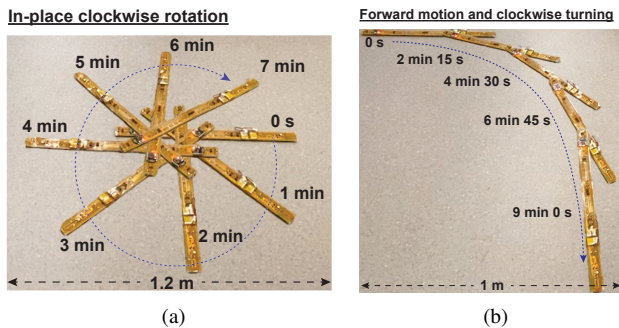 In-place clockwise rotation
6 min
5 min
7 min
4 min
0 s
1 min
3 min
2 min
1.2 m
(a)
Forward motion and clockwise turning
0s
2 min 15 s
4 min 30 s
6 min 45 s
9 min 0 s
1 m
(b)